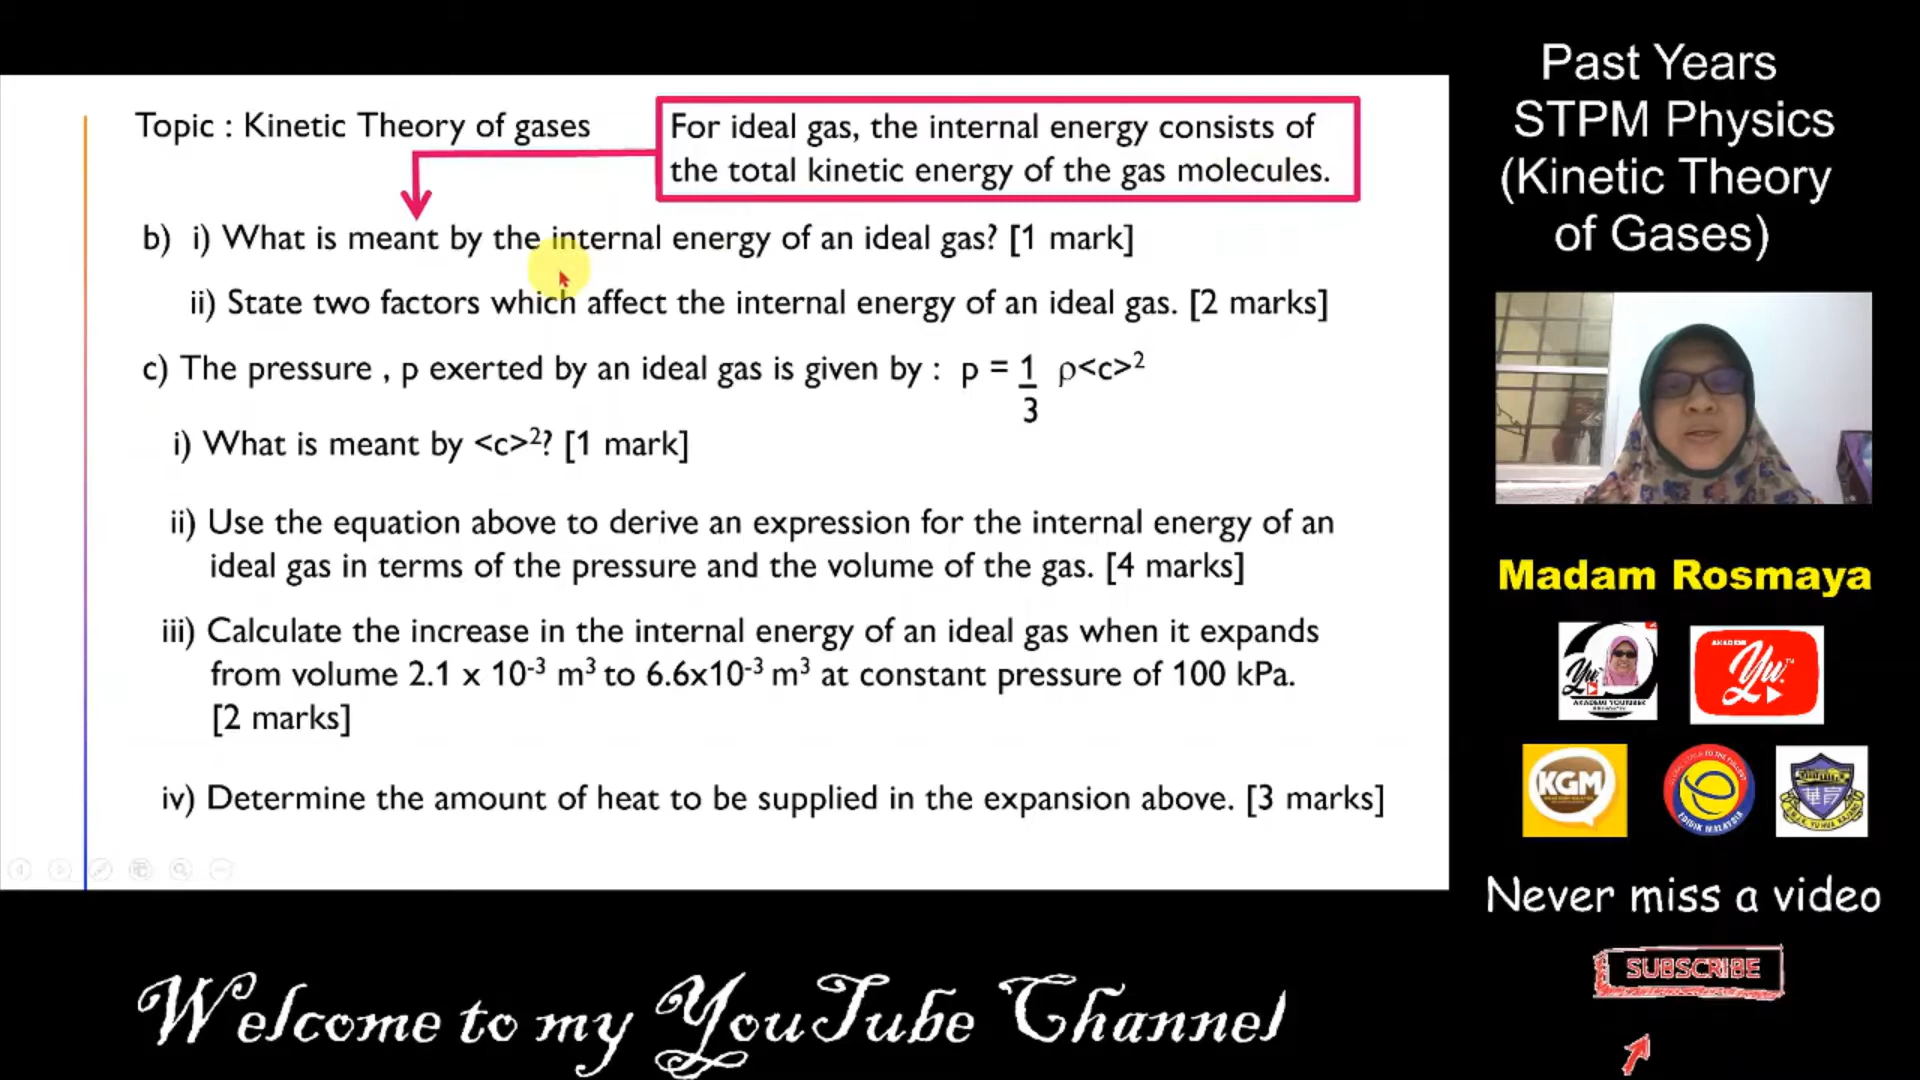 Topic : Kinetic Theory of gases
For ideal gas, the internal energy consists of
the total kinetic energy of the gas molecules.
b) i) What is meant by the internal energy of an ideal gas? [1 mark]
ii) State two factors which affect the internal energy of an ideal gas. [2 marks]
c) The pressure , p exerted by an ideal gas is given by : p = 1/3 ρ<c>²
i) What is meant by <c>²? [1 mark]
ii) Use the equation above to derive an expression for the internal energy of an
ideal gas in terms of the pressure and the volume of the gas. [4 marks]
iii) Calculate the increase in the internal energy of an ideal gas when it expands
from volume 2.1 x 10⁻³ m³ to 6.6x10⁻³ m³ at constant pressure of 100 kPa.
[2 marks]
iv) Determine the amount of heat to be supplied in the expansion above. [3 marks]
Past Years
STPM Physics
(Kinetic Theory
of Gases)
Madam Rosmaya
Yu
AKADEMI YOUTUBER
AKADEMI
Yu
TM
KGM
EDIDIK MALAYSIA
Never miss a video
SUBSCRIBE
Welcome to my YouTube Channel